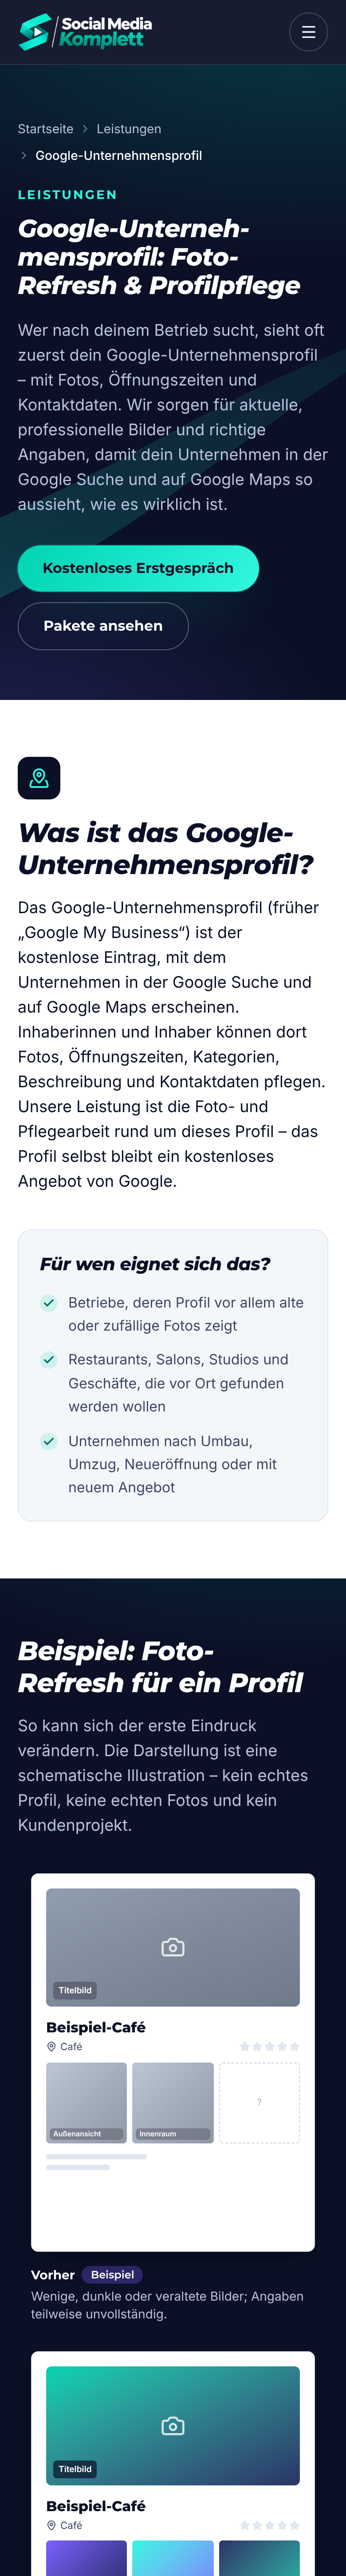 Social Media
Komplett
Startseite > Leistungen
> Google-Unternehmensprofil
LEISTUNGEN
Google-Unterneh-
mensprofil: Foto-
Refresh & Profilpflege
Wer nach deinem Betrieb sucht, sieht oft
zuerst dein Google-Unternehmensprofil
– mit Fotos, Öffnungszeiten und
Kontaktdaten. Wir sorgen für aktuelle,
professionelle Bilder und richtige
Angaben, damit dein Unternehmen in der
Google Suche und auf Google Maps so
aussieht, wie es wirklich ist.
Kostenloses Erstgespräch
Pakete ansehen
Was ist das Google-
Unternehmensprofil?
Das Google-Unternehmensprofil (früher
„Google My Business“) ist der
kostenlose Eintrag, mit dem
Unternehmen in der Google Suche und
auf Google Maps erscheinen.
Inhaberinnen und Inhaber können dort
Fotos, Öffnungszeiten, Kategorien,
Beschreibung und Kontaktdaten pflegen.
Unsere Leistung ist die Foto- und
Pflegearbeit rund um dieses Profil – das
Profil selbst bleibt ein kostenloses
Angebot von Google.
Für wen eignet sich das?
Betriebe, deren Profil vor allem alte
oder zufällige Fotos zeigt
Restaurants, Salons, Studios und
Geschäfte, die vor Ort gefunden
werden wollen
Unternehmen nach Umbau,
Umzug, Neueröffnung oder mit
neuem Angebot
Beispiel: Foto-
Refresh für ein Profil
So kann sich der erste Eindruck
verändern. Die Darstellung ist eine
schematische Illustration – kein echtes
Profil, keine echten Fotos und kein
Kundenprojekt.
Titelbild
Beispiel-Café
Café
Außenansicht
Innenraum
?
Vorher Beispiel
Wenige, dunkle oder veraltete Bilder; Angaben
teilweise unvollständig.
Titelbild
Beispiel-Café
Café